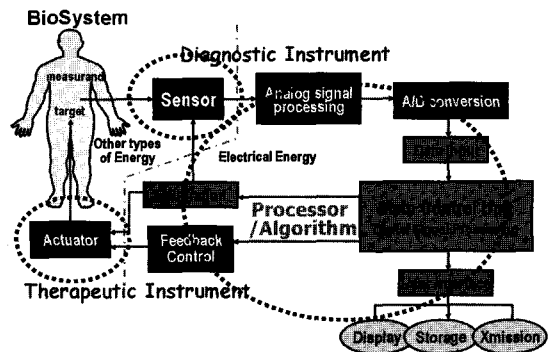 BioSystem
Diagnostic Instrument
measurand
target
Sensor
Analog signal
processing
A/D conversion
Other types
of Energy
Electrical Energy
Processor
/Algorithm
Actuator
Feedback
Control
Therapeutic Instrument
Display
Storage
Xmission